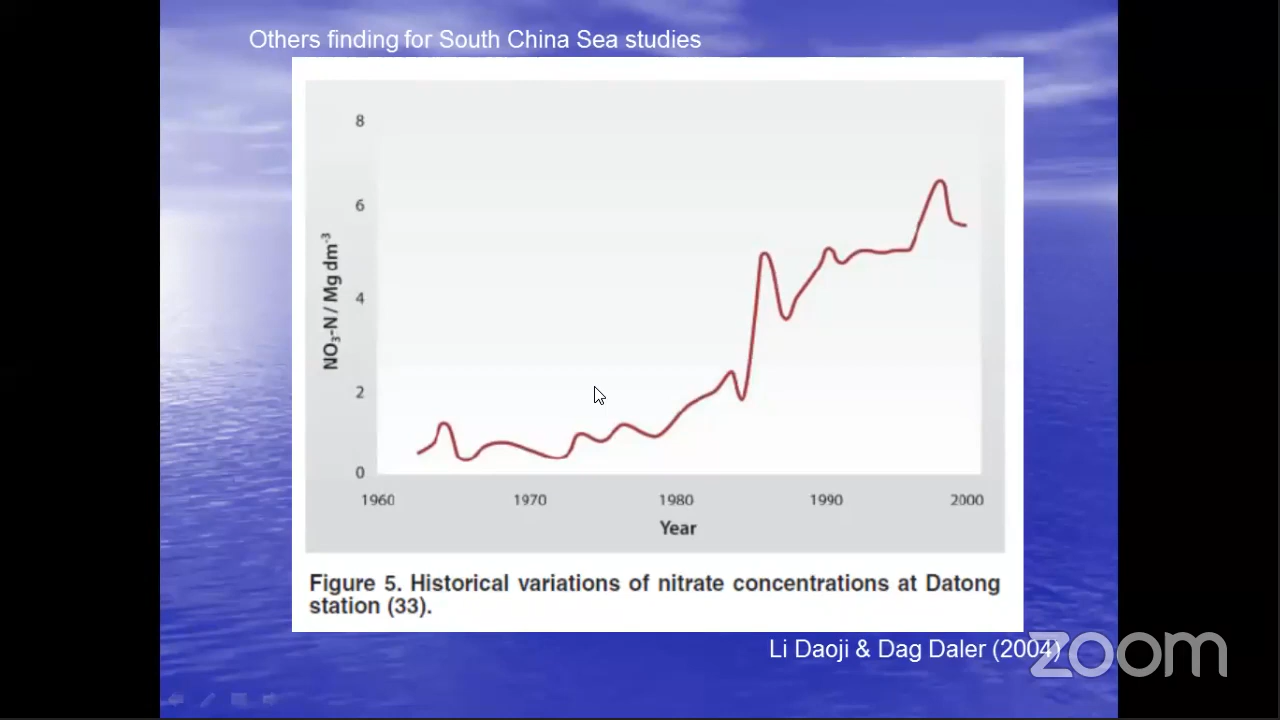 Others finding for South China Sea studies
8
6
4
2
0
NO₃-N / Mg dm⁻³
1960 1970 1980 1990 2000
Year
Figure 5. Historical variations of nitrate concentrations at Datong
station (33).
Li Daoji & Dag Daler (2004)
zoom